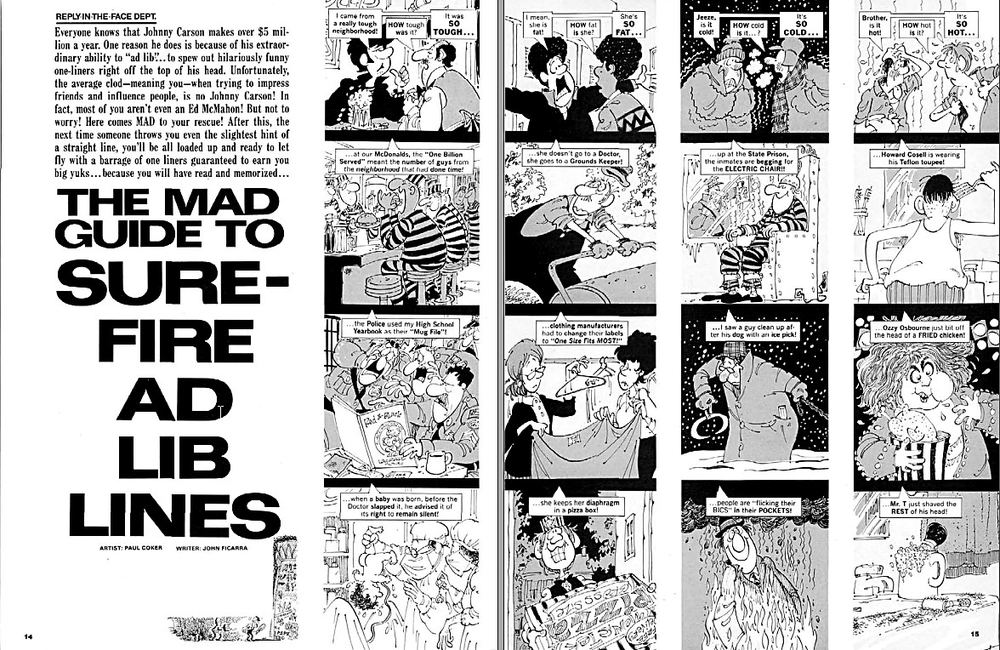 REPLY-IN-THE-FACE DEPT.
Everyone knows that Johnny Carson makes over $5 mil-
lion a year. One reason he does is because of his extraor-
dinary ability to "ad lib"...to spew out hilariously funny
one-liners right off the top of his head. Unfortunately,
the average clod—meaning you—when trying to impress
friends and influence people, is no Johnny Carson! In
fact, most of you aren't even an Ed McMahon! But not to
worry! Here comes MAD to your rescue! After this, the
next time someone throws you even the slightest hint of
a straight line, you'll be all loaded up and ready to let
fly with a barrage of one liners guaranteed to earn you
big yuks...because you will have read and memorized...
THE MAD
GUIDE TO
SURE-
FIRE
AD
LIB
LINES
ARTIST: PAUL COKER WRITER: JOHN FICARRA
14
I came from
a really tough
neighborhood!
HOW tough
was it?
It was
SO
TOUGH...
...at our McDonalds, the "One Billion
Served" meant the number of guys from
the neighborhood that had done time!
...the Police used my High School
Yearbook as their "Mug File"!
...when a baby was born, before the
Doctor slapped it, he advised it of
its right to remain silent!
I mean,
she is
fat!
HOW fat
is she?
She's
SO
FAT...
...she doesn't go to a Doctor,
she goes to a Grounds Keeper!
...clothing manufacturers
had to change their labels
to "One Size Fits MOST!"
...she keeps her diaphragm
in a pizza box!
PIZZA
Jeeze,
is it
cold!
HOW cold
is it...?
It's
SO
COLD...
...up at the State Prison,
the inmates are begging for
the ELECTRIC CHAIR!!
...I saw a guy clean up af-
ter his dog with an ice pick!
...people are "flicking their
BICS" in their POCKETS!
Brother,
is it
hot!
HOW hot
is it?
It's
SO
HOT...
...Howard Cosell is wearing
his Teflon toupee!
...Ozzy Osbourne just bit off
the head of a FRIED chicken!
...Mr. T just shaved the
REST of his head!
15